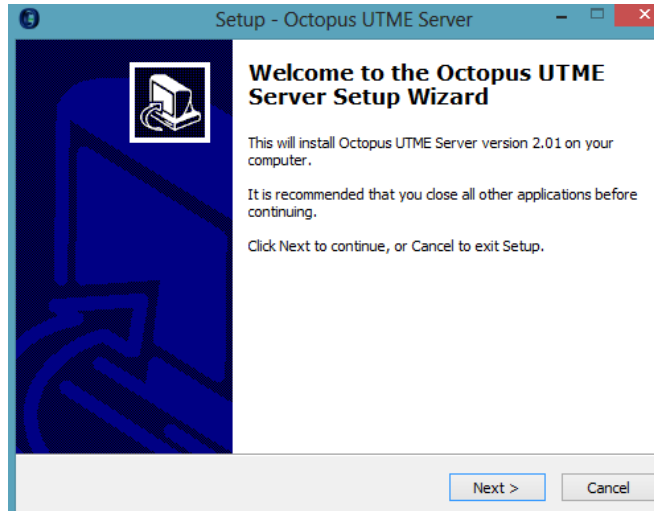 Setup - Octopus UTME Server
Welcome to the Octopus UTME
Server Setup Wizard
This will install Octopus UTME Server version 2.01 on your
computer.
It is recommended that you close all other applications before
continuing.
Click Next to continue, or Cancel to exit Setup.
Next >
Cancel